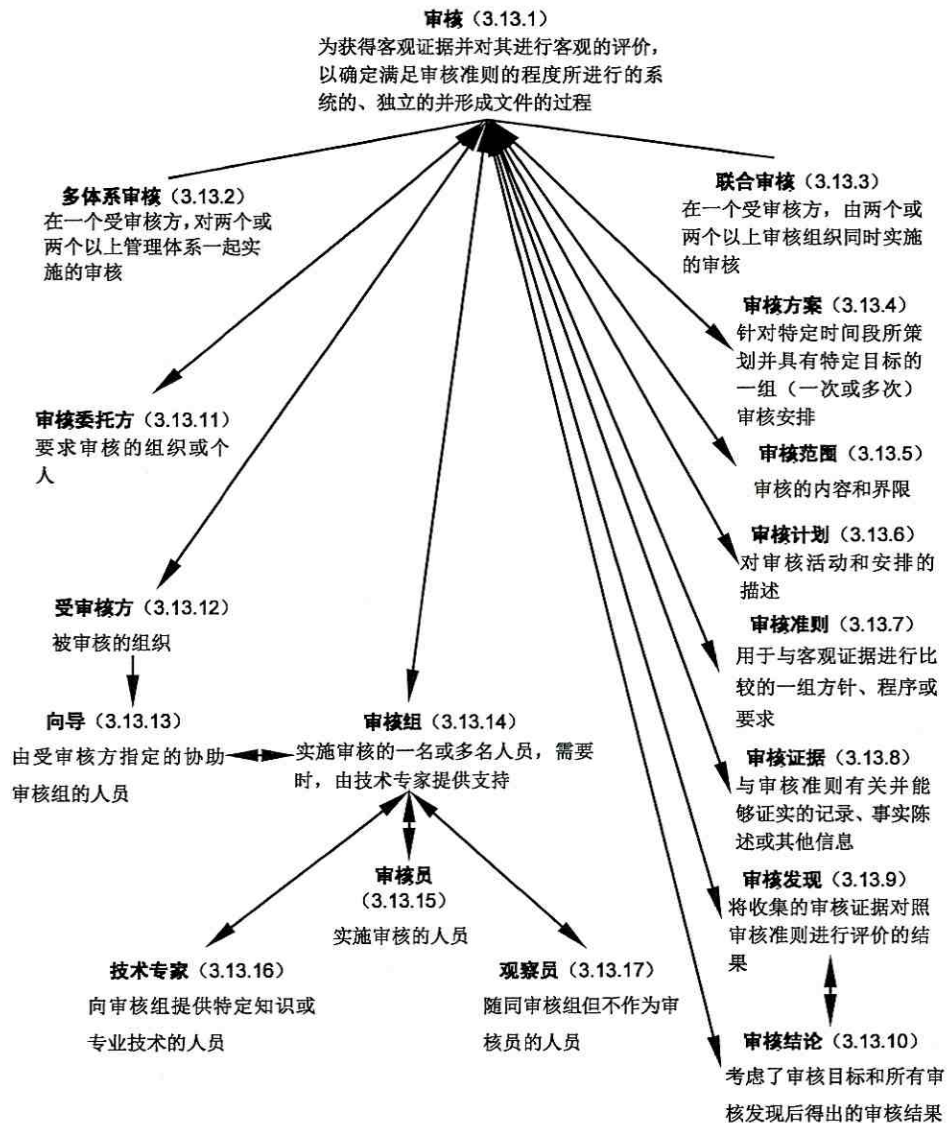 审核（3.13.1）
为获得客观证据并对其进行客观的评价，
以确定满足审核准则的程度所进行的系
统的、独立的并形成文件的过程
多体系审核（3.13.2）
在一个受审核方，对两个或
两个以上管理体系一起实
施的审核
联合审核（3.13.3）
在一个受审核方，由两个或
两个以上审核组织同时实施
的审核
审核方案（3.13.4）
针对特定时间段所策
划并具有特定目标的
一组（一次或多次）
审核安排
审核委托方（3.13.11）
要求审核的组织或个
人
审核范围（3.13.5）
审核的内容和界限
审核计划（3.13.6）
对审核活动和安排的
描述
受审核方（3.13.12）
被审核的组织
审核准则（3.13.7）
用于与客观证据进行比
较的一组方针、程序或
要求
向导（3.13.13）
由受审核方指定的协助
审核组的人员
审核组（3.13.14）
实施审核的一名或多名人员，需要
时，由技术专家提供支持
审核证据（3.13.8）
与审核准则有关并能
够证实的记录、事实陈
述或其他信息
审核员
（3.13.15）
实施审核的人员
审核发现（3.13.9）
将收集的审核证据对照
审核准则进行评价的结
果
技术专家（3.13.16）
向审核组提供特定知识或
专业技术的人员
观察员（3.13.17）
随同审核组但不作为审
核员的人员
审核结论（3.13.10）
考虑了审核目标和所有审
核发现后得出的审核结果